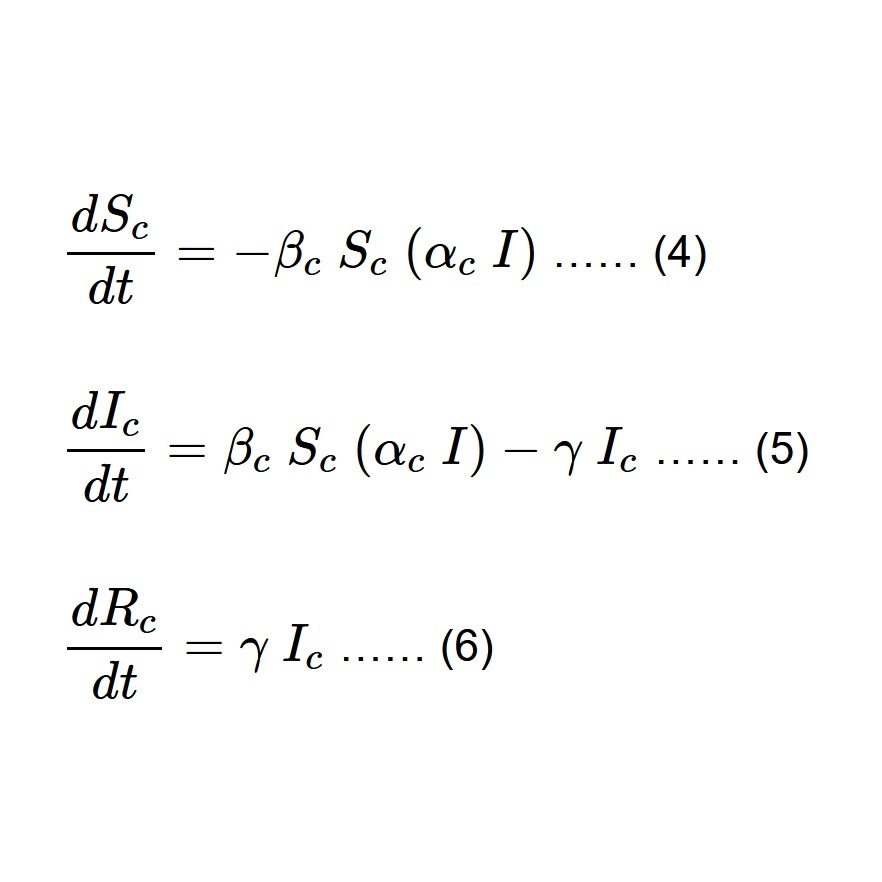 dS_c/dt = −β_c S_c (α_c I) …… (4)
dI_c/dt = β_c S_c (α_c I) − γ I_c …… (5)
dR_c/dt = γ I_c …… (6)